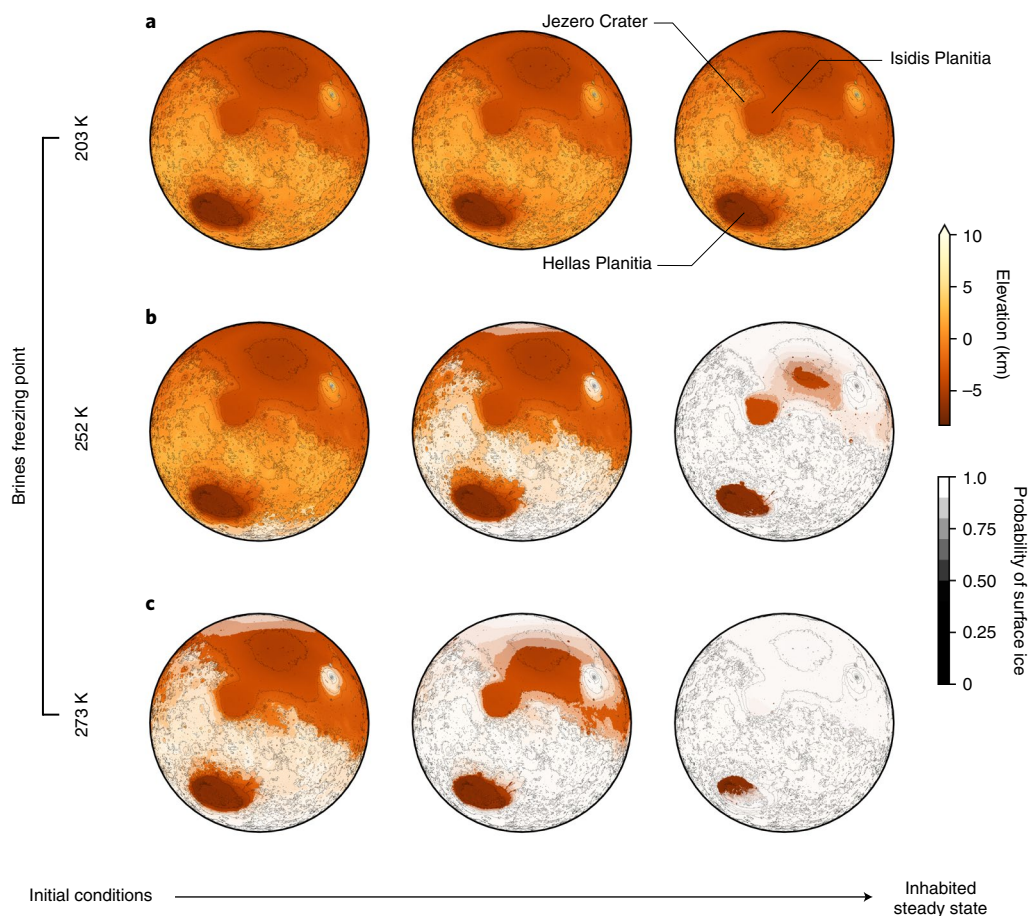 a
Jezero Crater
Isidis Planitia
203 K
Hellas Planitia
10
5
0
–5
Elevation (km)
b
Brines freezing point
252 K
1.0
0.75
0.50
0.25
0
Probability of surface ice
c
273 K
Initial conditions
Inhabited
steady state